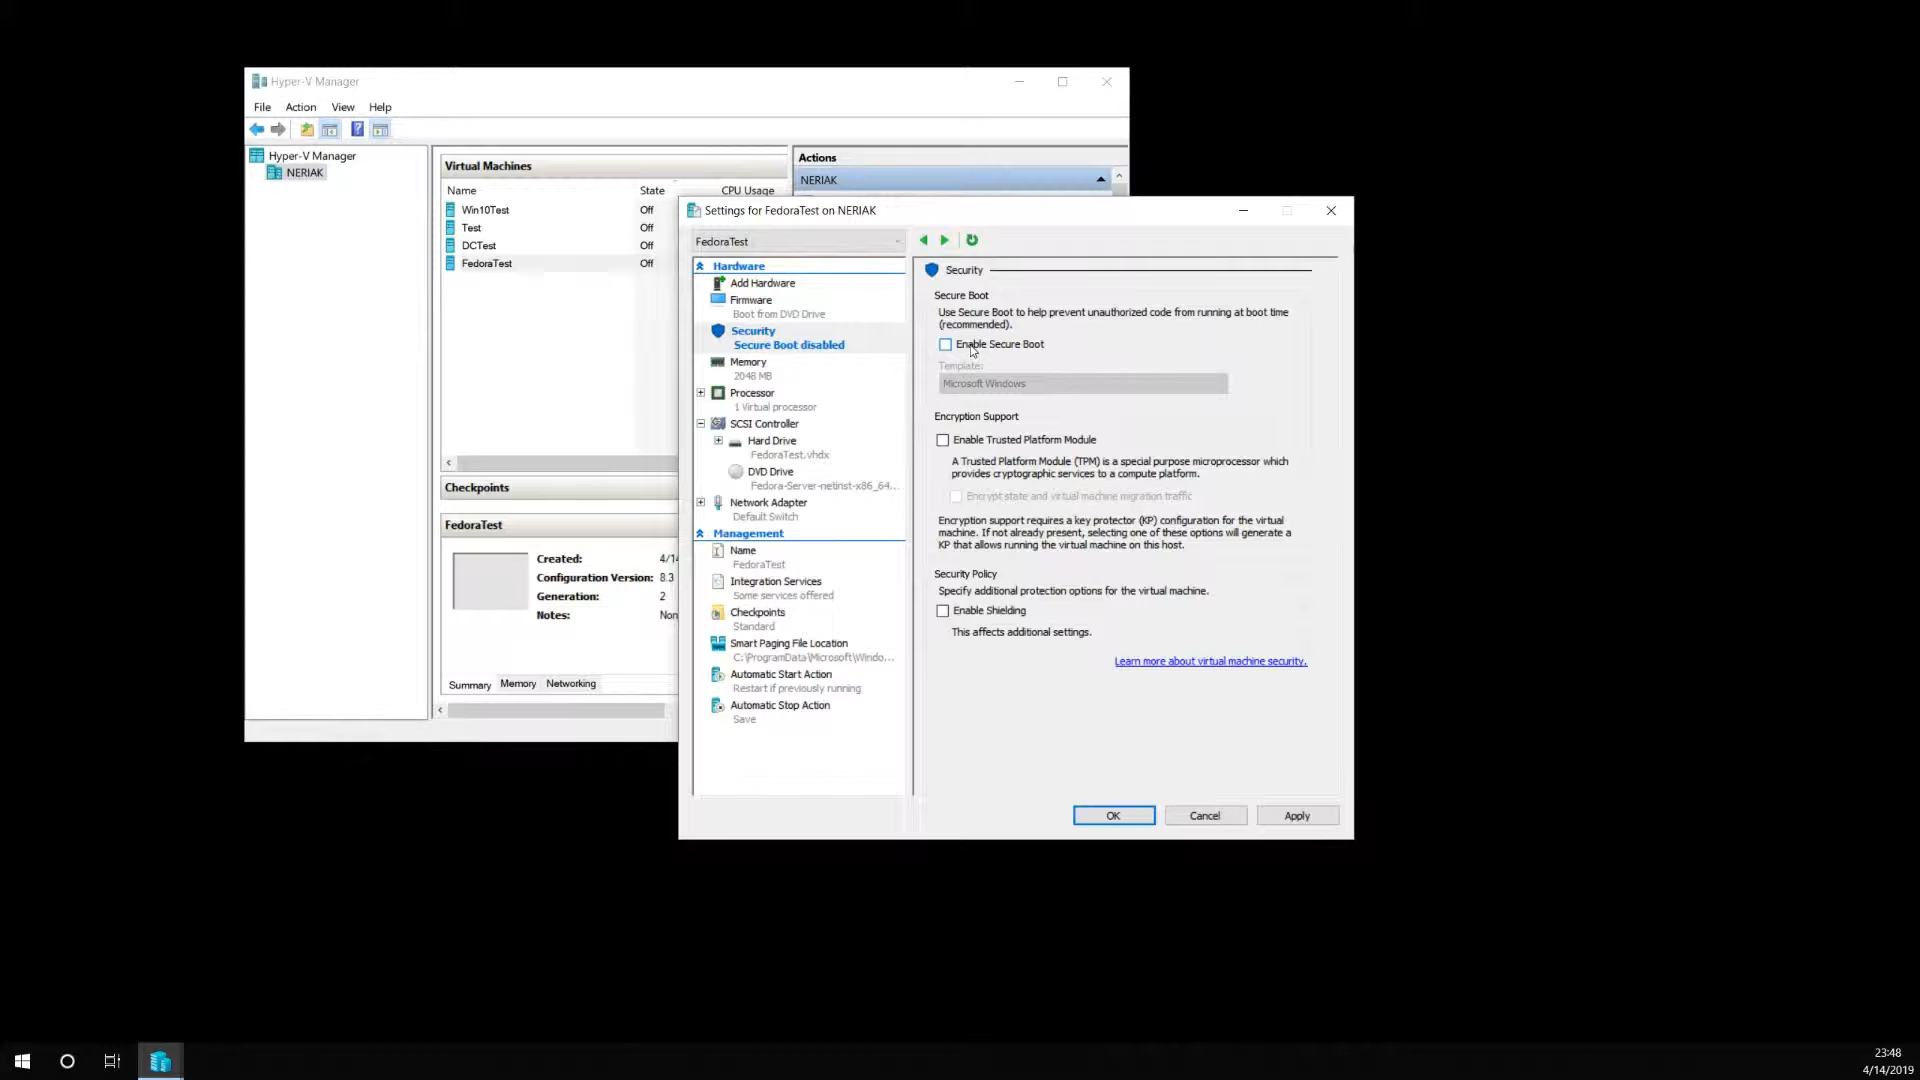 Hyper-V Manager
File Action View Help
Hyper-V Manager
NERIAK
Virtual Machines
Name State CPU Usage
Win10Test Off
Test Off
DCTest Off
FedoraTest Off
Checkpoints
FedoraTest
Created: 4/14
Configuration Version: 8.3
Generation: 2
Notes: Non
Summary Memory Networking
Actions
NERIAK
Settings for FedoraTest on NERIAK
FedoraTest
Hardware
Add Hardware
Firmware
Boot from DVD Drive
Security
Secure Boot disabled
Memory
2048 MB
Processor
1 Virtual processor
SCSI Controller
Hard Drive
FedoraTest.vhdx
DVD Drive
Fedora-Server-netinst-x86_64...
Network Adapter
Default Switch
Management
Name
FedoraTest
Integration Services
Some services offered
Checkpoints
Standard
Smart Paging File Location
C:\ProgramData\Microsoft\Windo...
Automatic Start Action
Restart if previously running
Automatic Stop Action
Save
Security
Secure Boot
Use Secure Boot to help prevent unauthorized code from running at boot time
(recommended).
Enable Secure Boot
Template:
Microsoft Windows
Encryption Support
Enable Trusted Platform Module
A Trusted Platform Module (TPM) is a special purpose microprocessor which
provides cryptographic services to a compute platform.
Encrypt state and virtual machine migration traffic
Encryption support requires a key protector (KP) configuration for the virtual
machine. If not already present, selecting one of these options will generate a
KP that allows running the virtual machine on this host.
Security Policy
Specify additional protection options for the virtual machine.
Enable Shielding
This affects additional settings.
Learn more about virtual machine security.
OK Cancel Apply
23:48
4/14/2019